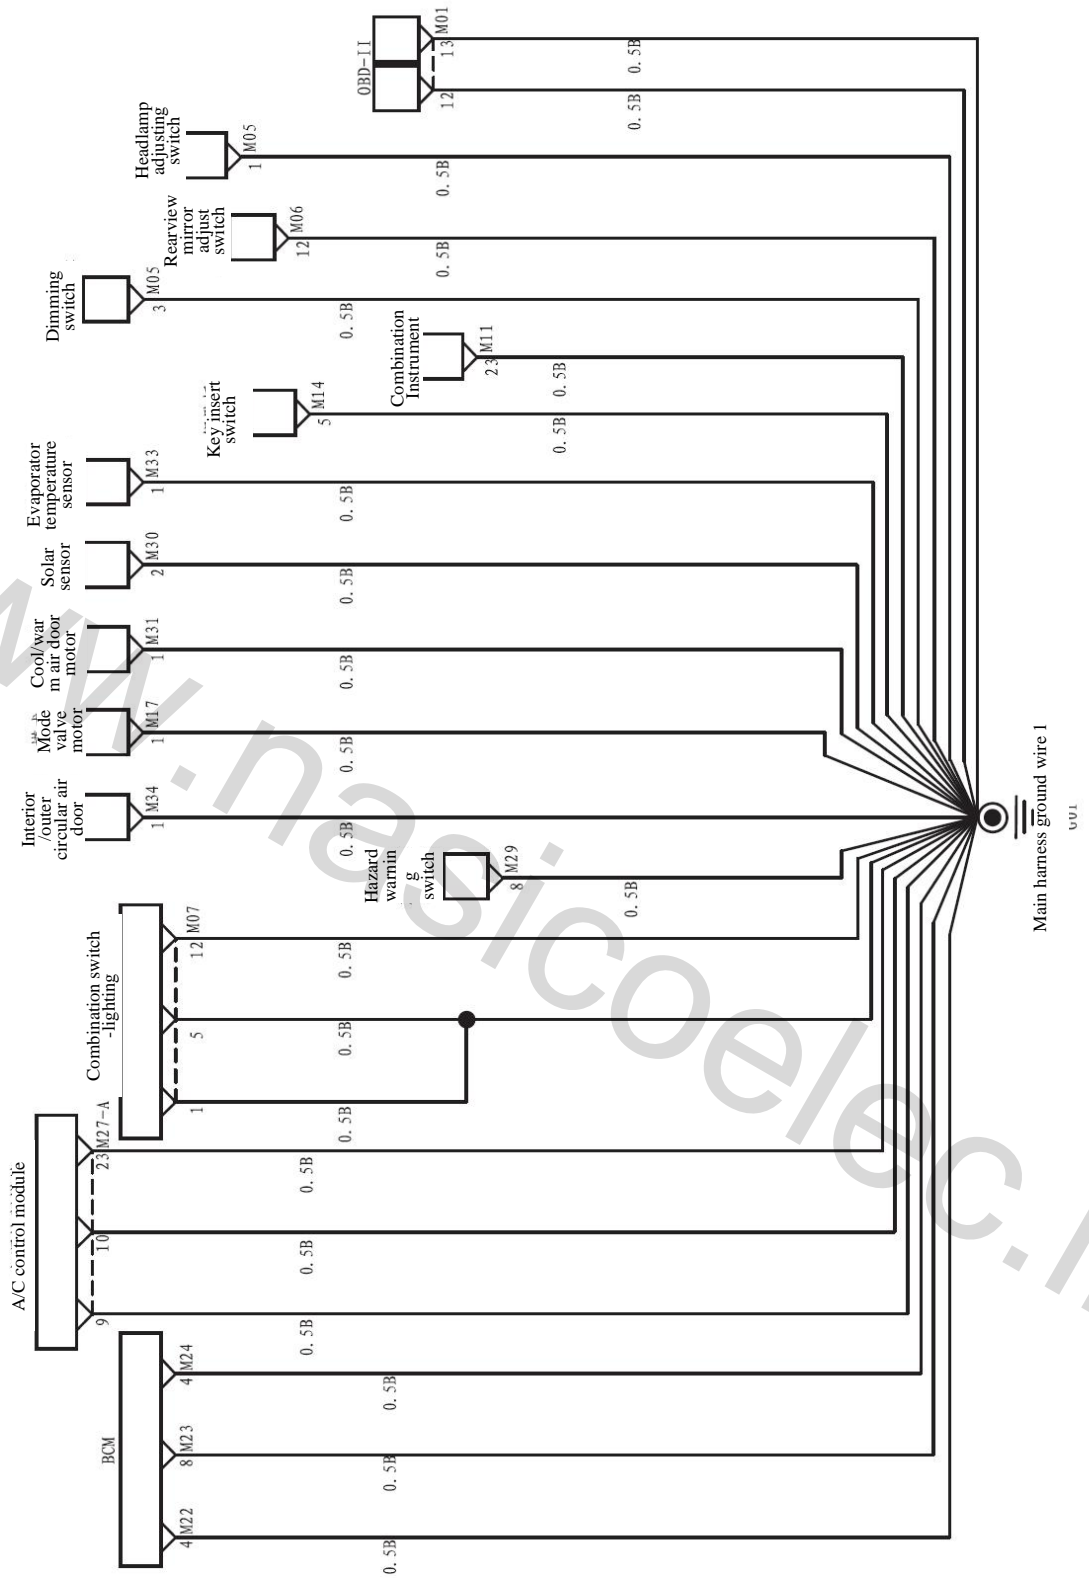 BCM
4 M22
0.5B
8 M23
0.5B
4 M24
0.5B
A/C control module
9
0.5B
10
0.5B
23 M27-A
0.5B
Combination switch
-lighting
1
0.5B
5
0.5B
12 M07
0.5B
Hazard
warnin
g
switch
8 M29
0.5B
Interior
/outer
circular air
door
1 M34
0.5B
Mode
valve
motor
1 M17
0.5B
Cool/war
m air door
motor
1 M31
0.5B
Solar
sensor
2 M30
0.5B
Evaporator
temperature
sensor
1 M33
0.5B
Key insert
switch
5 M14
0.5B
Combination
Instrument
23 M11
0.5B
Dimming
switch
3 M05
0.5B
Rearview
mirror
adjust
switch
12 M06
0.5B
Headlamp
adjusting
switch
1 M05
0.5B
OBD-II
12
0.5B
13 M01
0.5B
Main harness ground wire 1
www.nasicoelec.